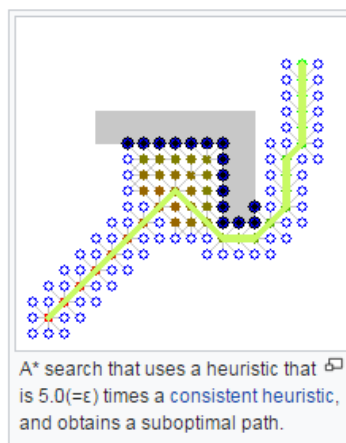 A* search that uses a heuristic that
is 5.0(=ε) times a consistent heuristic,
and obtains a suboptimal path.